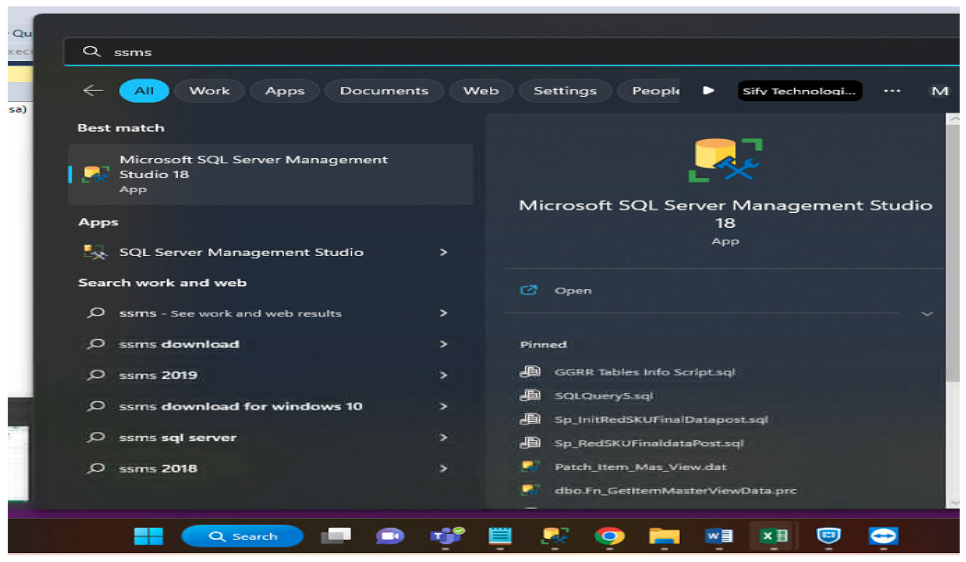 Qu
xec
sa)
ssms
All Work Apps Documents Web Settings People Sify Technologi... ... M
Best match
Microsoft SQL Server Management
Studio 18
App
Apps
SQL Server Management Studio
Search work and web
ssms - See work and web results
ssms download
ssms 2019
ssms download for windows 10
ssms sql server
ssms 2018
Microsoft SQL Server Management Studio
18
App
Open
Pinned
GGRR Tables Info Script.sql
SQLQuery5.sql
Sp_InitRedSKUFinalDatapost.sql
Sp_RedSKUFinaldataPost.sql
Patch_Item_Mas_View.dat
dbo.Fn_GetItemMasterViewData.prc
Search